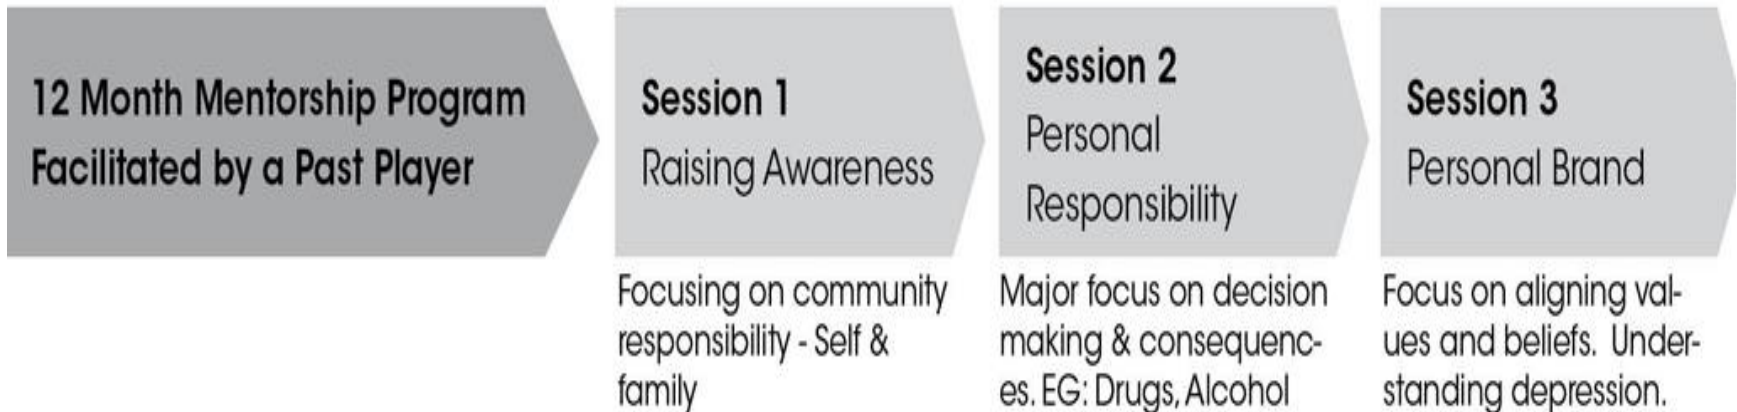 12 Month Mentorship Program
Facilitated by a Past Player
Session 1
Raising Awareness
Focusing on community
responsibility - Self &
family
Session 2
Personal
Responsibility
Major focus on decision
making & consequenc-
es. EG: Drugs, Alcohol
Session 3
Personal Brand
Focus on aligning val-
ues and beliefs. Under-
standing depression.